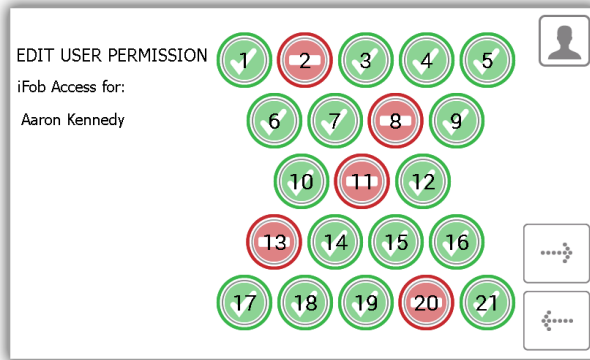 EDIT USER PERMISSION
iFob Access for:
Aaron Kennedy
1 2 3 4 5
6 7 8 9
10 11 12
13 14 15 16
17 18 19 20 21